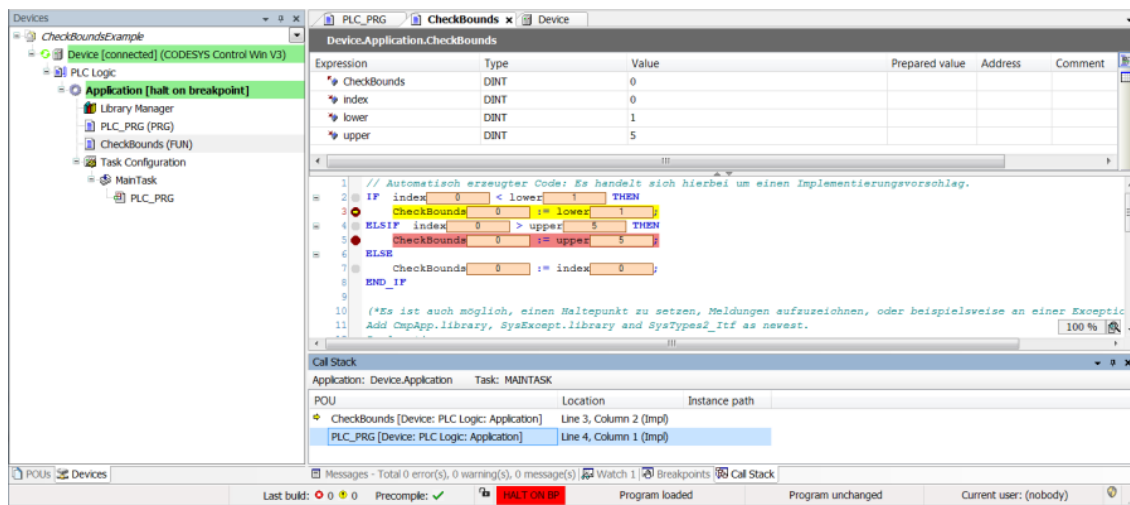 Devices
PLC_PRG CheckBounds x Device
CheckBoundsExample
Device [connected] (CODESYS Control Win V3)
PLC Logic
Application [halt on breakpoint]
Library Manager
PLC_PRG (PRG)
CheckBounds (FUN)
Task Configuration
MainTask
PLC_PRG
Device.Application.CheckBounds
Expression Type Value Prepared value Address Comment
CheckBounds DINT 0
index DINT 0
lower DINT 1
upper DINT 5
1 // Automatisch erzeugter Code: Es handelt sich hierbei um einen Implementierungsvorschlag.
2 IF index 0 < lower 1 THEN
3 CheckBounds 0 := lower 1 ;
4 ELSIF index 0 > upper 5 THEN
5 CheckBounds 0 := upper 5 ;
6 ELSE
7 CheckBounds 0 := index 0 ;
8 END_IF
9
10 (*Es ist auch möglich, einen Haltepunkt zu setzen, Meldungen aufzuzeichnen, oder beispielsweise an einer Exceptio
11 Add CmpApp.library, SysExcept.library and SysTypes2_Itf as newest.
100 %
Call Stack
Application: Device.Application Task: MAINTASK
POU Location Instance path
CheckBounds [Device: PLC Logic: Application] Line 3, Column 2 (Impl)
PLC_PRG [Device: PLC Logic: Application] Line 4, Column 1 (Impl)
POUs Devices
Messages - Total 0 error(s), 0 warning(s), 0 message(s) Watch 1 Breakpoints Call Stack
Last build: 0 0 Precompile: HALT ON BP Program loaded Program unchanged Current user: (nobody)